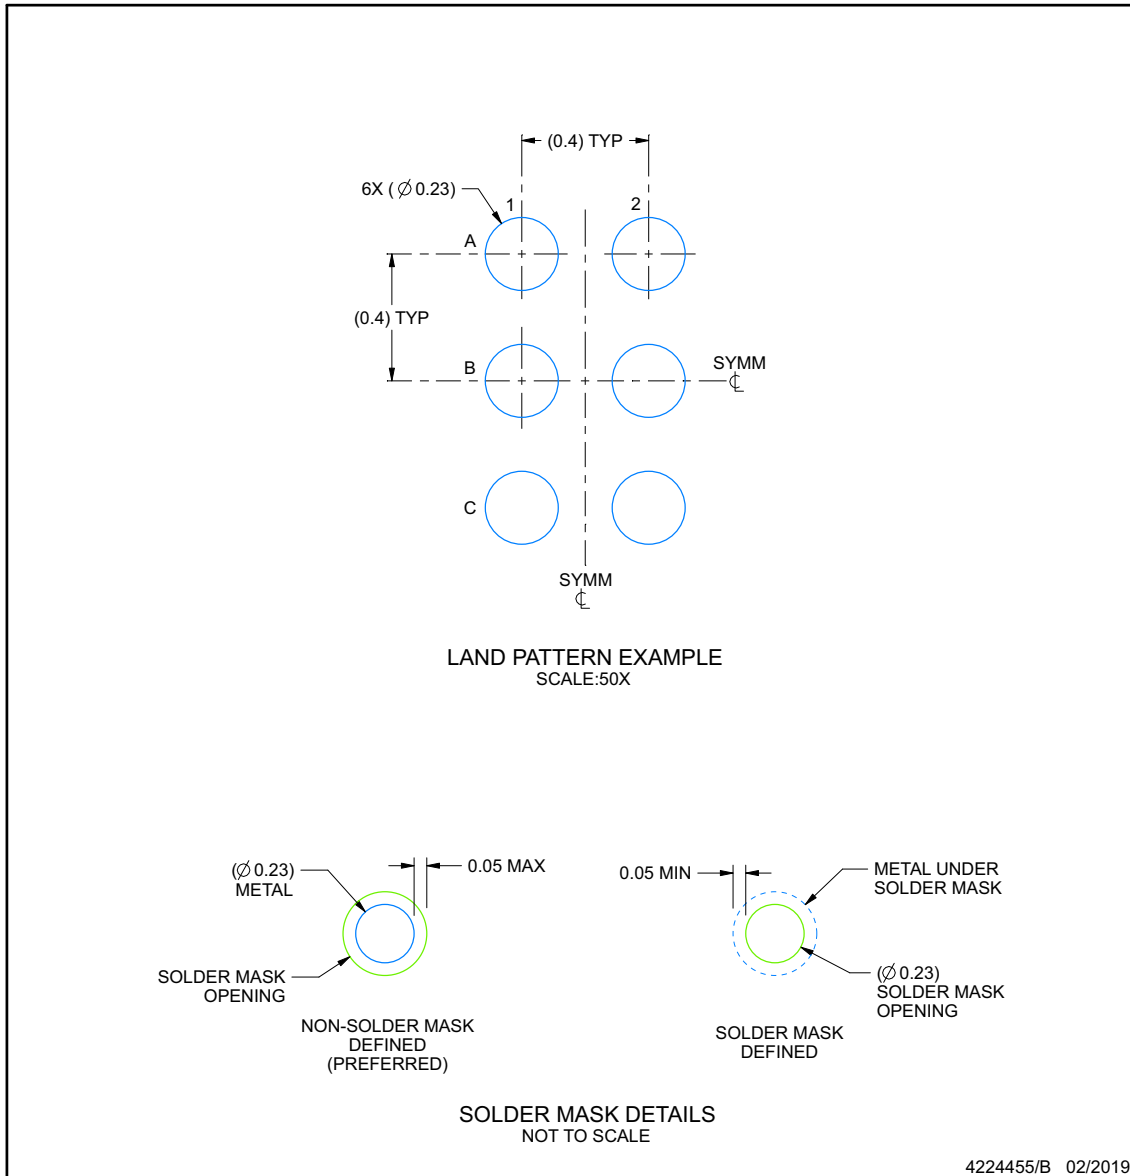 (0.4) TYP
6X ( ∅ 0.23)
1
2
A
(0.4) TYP
B
SYMM
℄
C
SYMM
℄
LAND PATTERN EXAMPLE
SCALE:50X
(∅ 0.23)
METAL
0.05 MAX
SOLDER MASK
OPENING
NON-SOLDER MASK
DEFINED
(PREFERRED)
0.05 MIN
METAL UNDER
SOLDER MASK
(∅ 0.23)
SOLDER MASK
OPENING
SOLDER MASK
DEFINED
SOLDER MASK DETAILS
NOT TO SCALE
4224455/B 02/2019